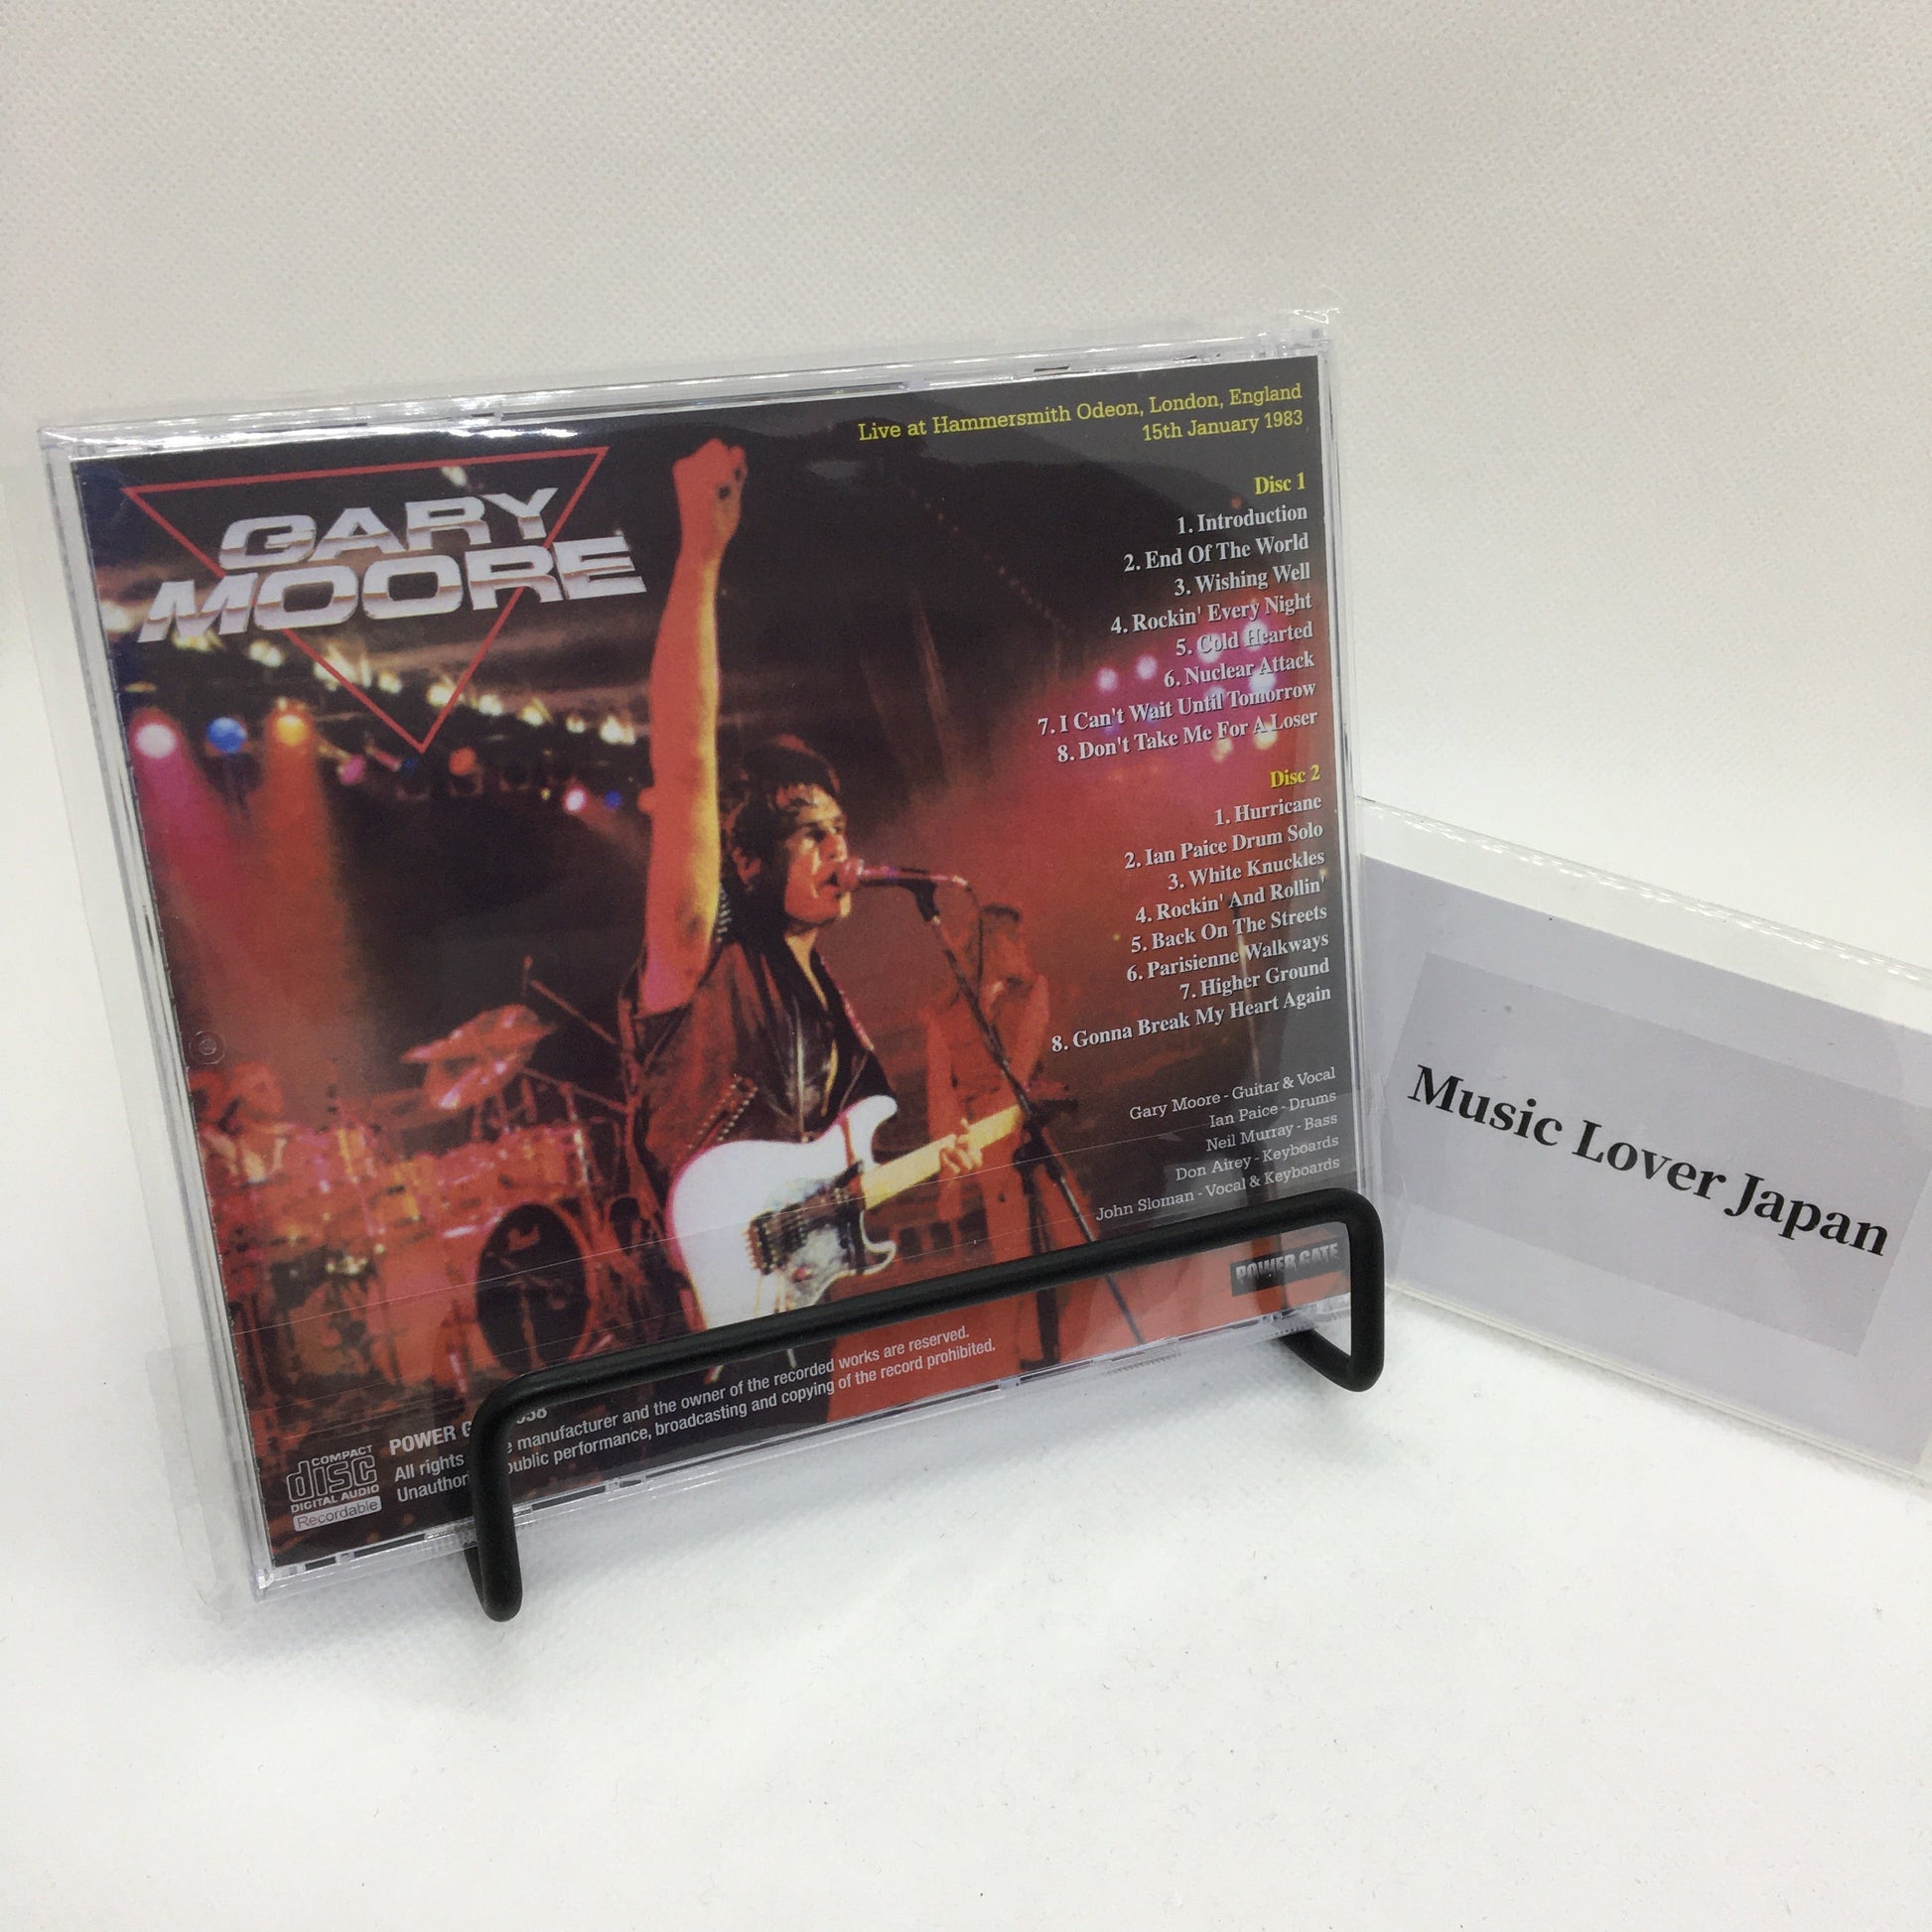 GARY
MOORE
Live at Hammersmith Odeon, London, England
15th January 1983
Disc 1
1. Introduction
2. End Of The World
3. Wishing Well
4. Rockin' Every Night
5. Cold Hearted
6. Nuclear Attack
7. I Can't Wait Until Tomorrow
8. Don't Take Me For A Loser
Disc 2
1. Hurricane
2. Ian Paice Drum Solo
3. White Knuckles
4. Rockin' And Rollin'
5. Back On The Streets
6. Parisienne Walkways
7. Higher Ground
8. Gonna Break My Heart Again
Gary Moore - Guitar & Vocal
Ian Paice - Drums
Neil Murray - Bass
Don Airey - Keyboards
John Sloman - Vocal & Keyboards
POWER GATE
COMPACT
disc
DIGITAL AUDIO
Recordable
POWER
All rights manufacturer and the owner of the recorded works are reserved.
public performance, broadcasting and copying of the record prohibited.
Music Lover Japan